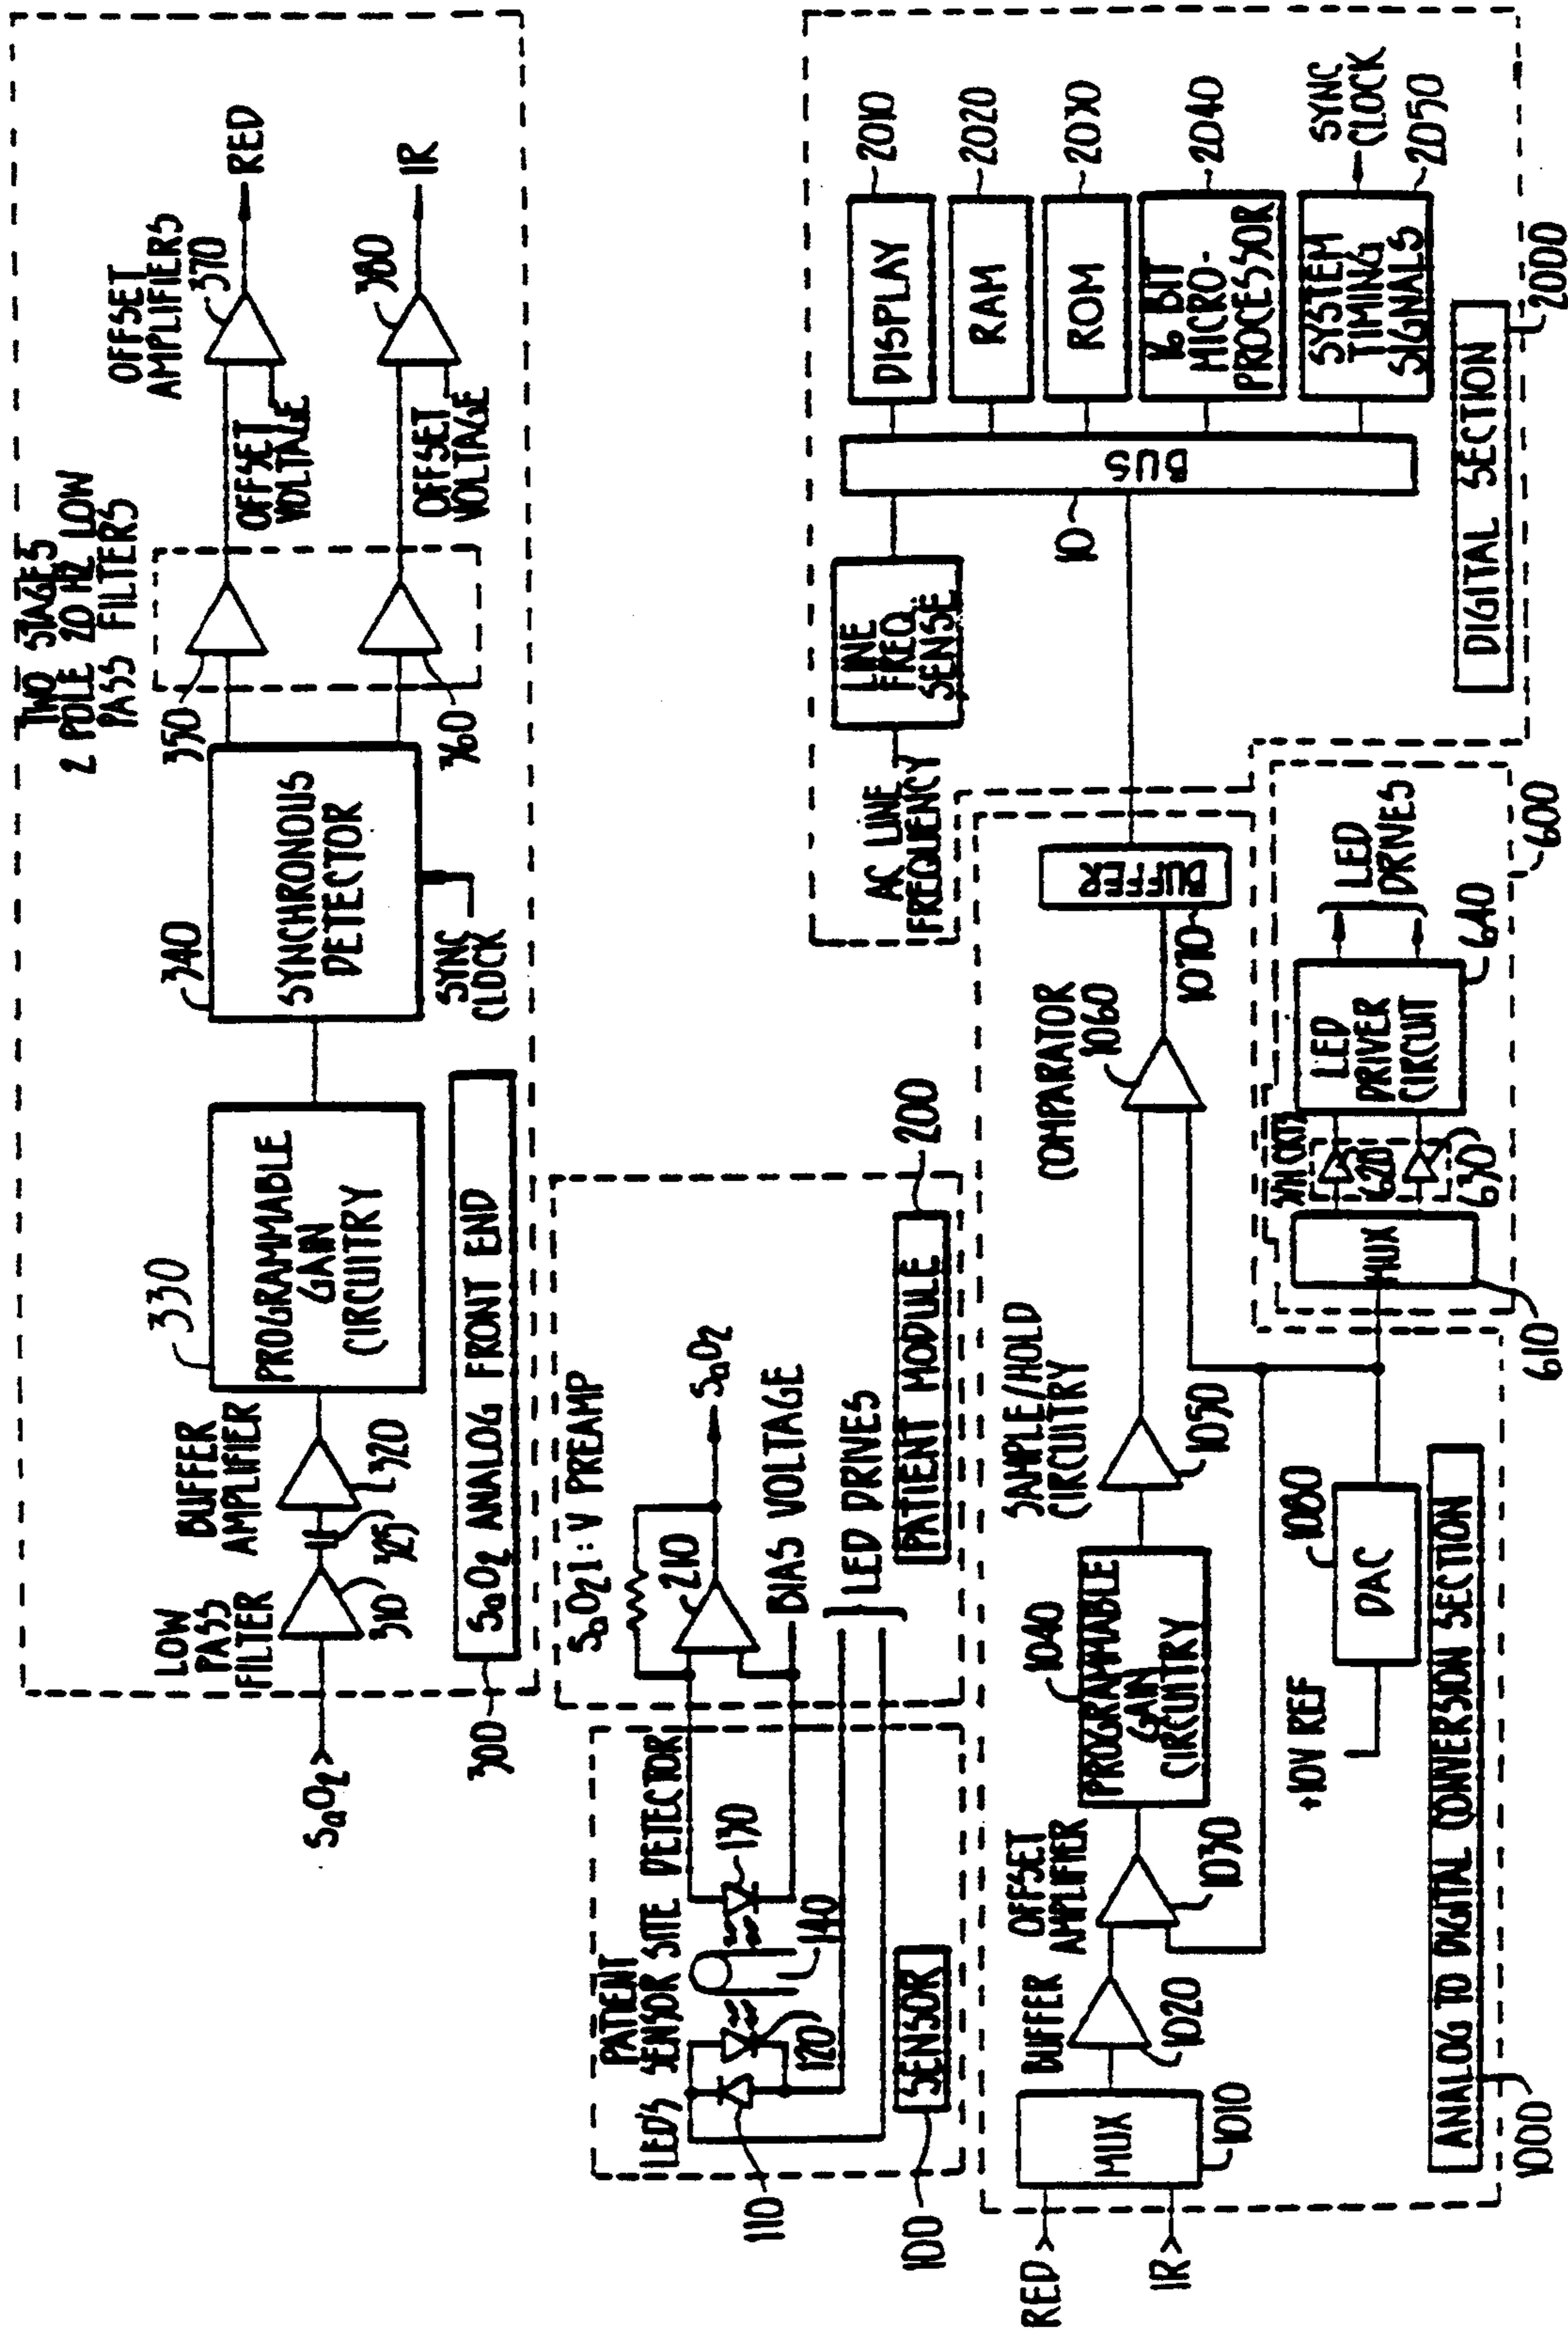 SaO2
LOW
PASS
FILTER
310
325
BUFFER
AMPLIFIER
320
330
PROGRAMMABLE
GAIN
CIRCUITRY
340
SYNCHRONOUS
DETECTOR
SYNC
CLOCK
TWO STAGES
2 POLE 20 HZ LOW
PASS FILTERS
350
360
OFFSET
VOLTAGE
OFFSET
VOLTAGE
OFFSET
AMPLIFIERS
370
380
RED
IR
300
SaO2 ANALOG FRONT END
PATIENT
LED'S SENSOR SITE DETECTOR
110
120
130
140
100
SENSOR
SaO2 I:V PREAMP
210
SaO2
BIAS VOLTAGE
LED DRIVES
PATIENT MODULE
200
RED
IR
MUX
1010
BUFFER
1020
OFFSET
AMPLIFIER
1030
1040
PROGRAMMABLE
GAIN
CIRCUITRY
SAMPLE/HOLD
CIRCUITRY
1050
COMPARATOR
1060
BUFFER
1070
+10V REF
DAC
1080
ANALOG TO DIGITAL CONVERSION SECTION
1000
MUX
610
S/H CKTS
620
630
LED
DRIVER
CIRCUIT
640
LED
DRIVES
600
AC LINE
FREQUENCY
LINE
FREQ.
SENSE
10
BUS
DISPLAY
2010
RAM
2020
ROM
2030
16 BIT
MICRO-
PROCESSOR
2040
SYSTEM
TIMING
SIGNALS
2050
SYNC
CLOCK
DIGITAL SECTION
2000